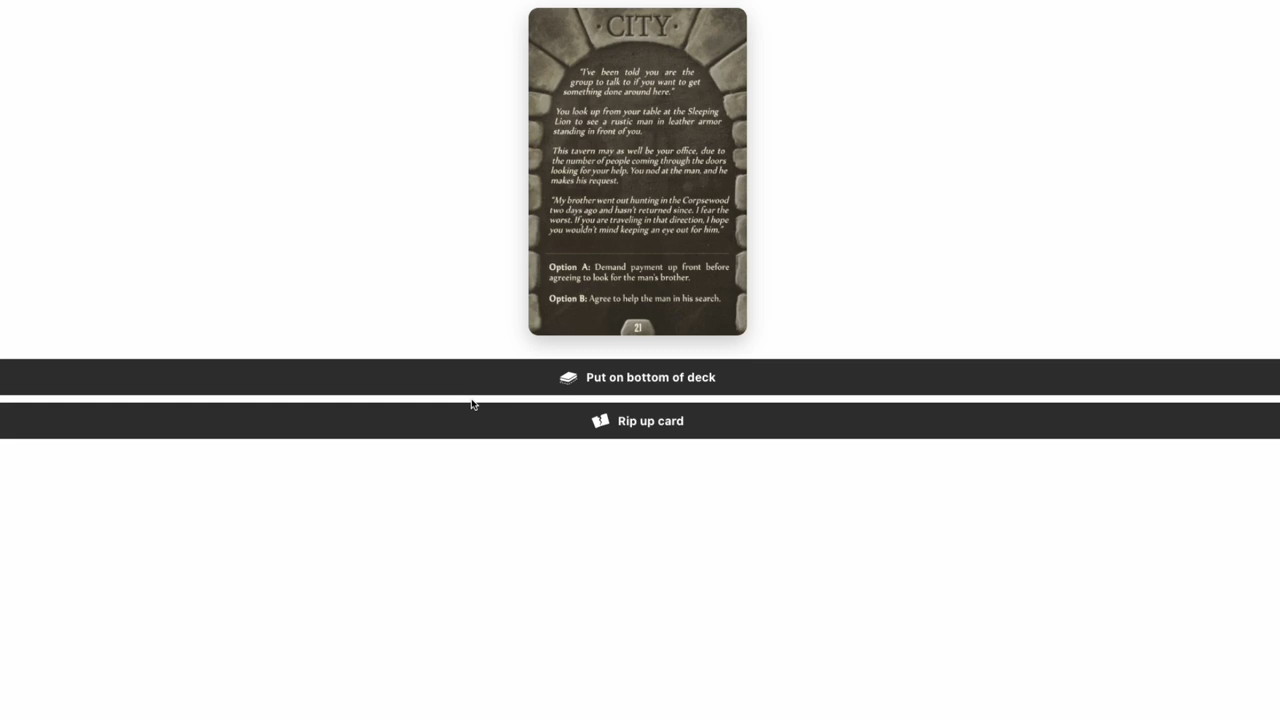 ·CITY·
"I've been told you are the
group to talk to if you want to get
something done around here."
You look up from your table at the Sleeping
Lion to see a rustic man in leather armor
standing in front of you.
This tavern may as well be your office, due to
the number of people coming through the doors
looking for your help. You nod at the man, and he
makes his request.
"My brother went out hunting in the Corpsewood
two days ago and hasn't returned since. I fear the
worst. If you are traveling in that direction, I hope
you wouldn't mind keeping an eye out for him."
Option A: Demand payment up front before
agreeing to look for the man's brother.
Option B: Agree to help the man in his search.
21
Put on bottom of deck
Rip up card